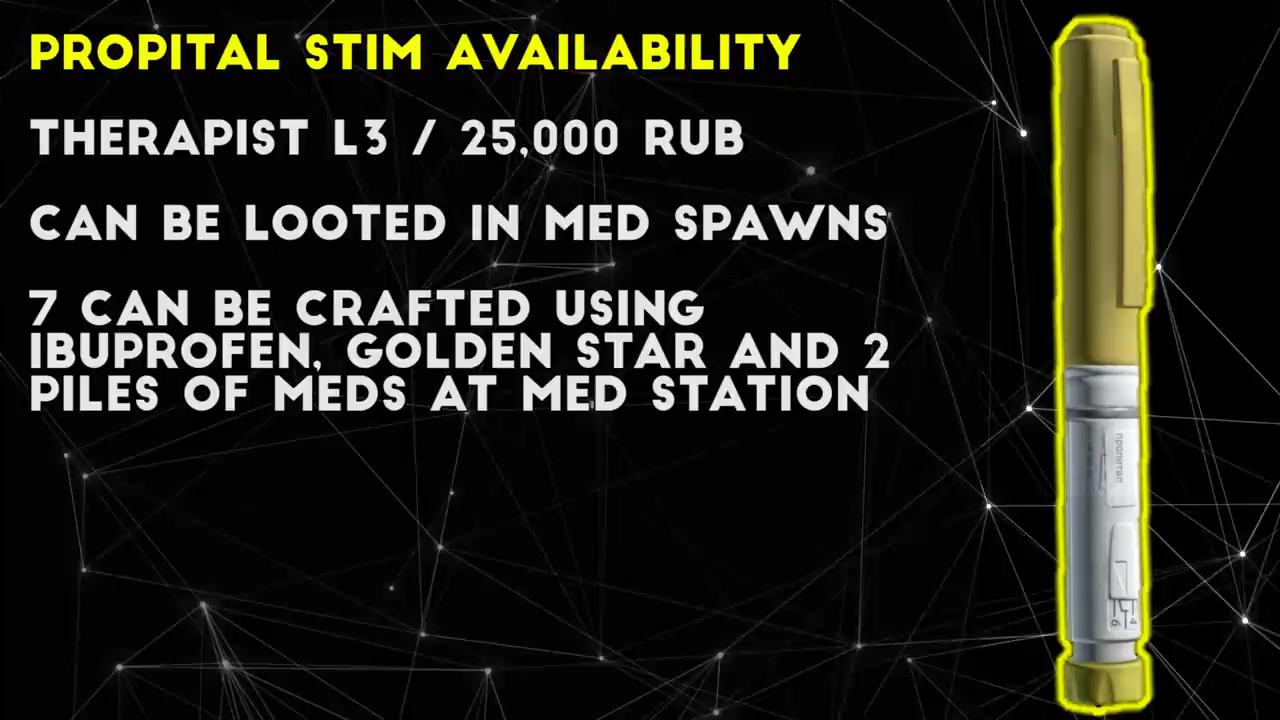 PROPITAL STIM AVAILABILITY
THERAPIST L3 / 25,000 RUB
CAN BE LOOTED IN MED SPAWNS
7 CAN BE CRAFTED USING
IBUPROFEN, GOLDEN STAR AND 2
PILES OF MEDS AT MED STATION